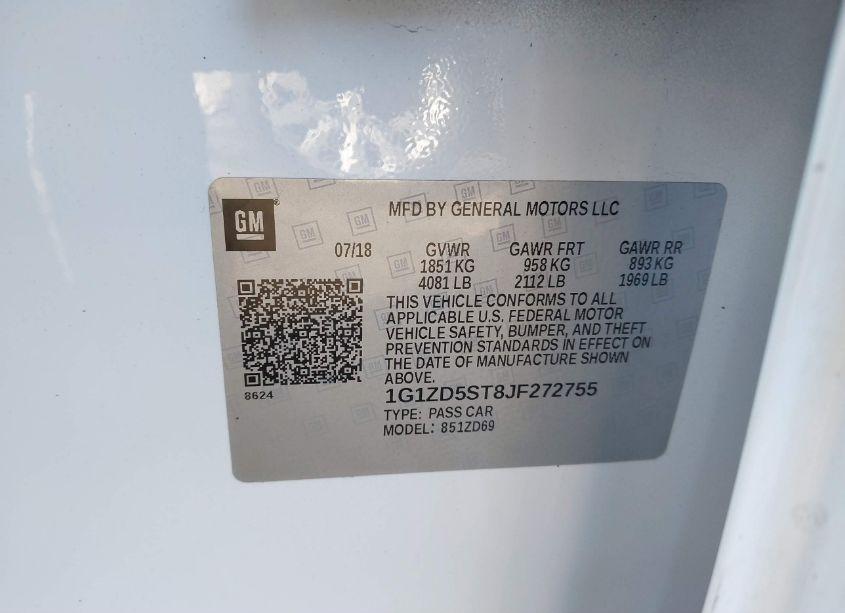 GM
MFD BY GENERAL MOTORS LLC
07/18 GVWR GAWR FRT GAWR RR
1851 KG 958 KG 893 KG
4081 LB 2112 LB 1969 LB
THIS VEHICLE CONFORMS TO ALL
APPLICABLE U.S. FEDERAL MOTOR
VEHICLE SAFETY, BUMPER, AND THEFT
PREVENTION STANDARDS IN EFFECT ON
THE DATE OF MANUFACTURE SHOWN
ABOVE.
8624
1G1ZD5ST8JF272755
TYPE: PASS CAR
MODEL: 851ZD69